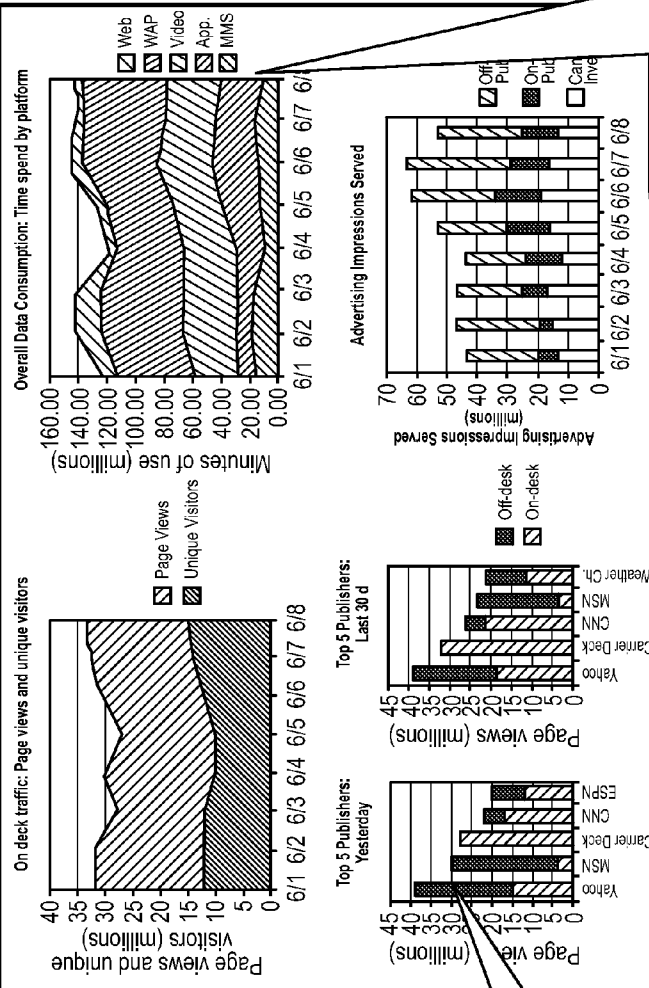 On deck traffic: Page views and unique visitors
Page views and unique
visitors (millions)
40
30
20
10
0
6/1 6/2 6/3 6/4 6/5 6/6 6/7 6/8
Page Views
Unique Visitors
Overall Data Consumption: Time spend by platform
Minutes of use (millions)
160.00
140.00
120.00
100.00
80.00
60.00
40.00
20.00
0.00
6/1 6/2 6/3 6/4 6/5 6/6 6/7 6/8
Web
WAP
Video
App.
MMS
Top 5 Publishers:
Yesterday
Page vie (millions)
45
40
35
30
25
20
15
10
5
0
Yahoo
MSN
Carrier Deck
CNN
ESPN
Top 5 Publishers:
Last 30 d
Page views (millions)
45
40
35
30
25
20
15
10
5
0
Yahoo
Carrier Deck
CNN
MSN
Weather Ch.
Off-desk
On-desk
Advertising Impressions Served
Advertising Impressions Served
(millions)
70
60
50
40
30
20
10
0
6/1 6/2 6/3 6/4 6/5 6/6 6/7 6/8
Off-
Pub
On-
Pub
Can
Inve